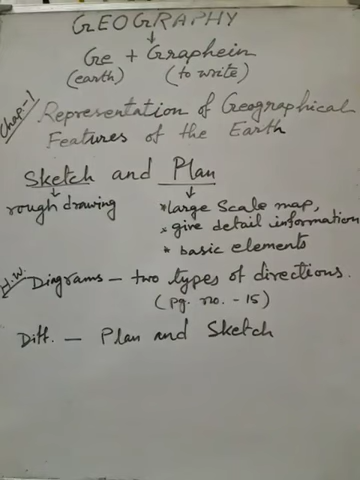 GEOGRAPHY
↓
Ge + Graphein
(earth) (to write)
Chap.-1
Representation of Geographical
Features of the Earth
Sketch and Plan
↓ ↓
rough drawing *large scale map,
* give detail information
* basic elements
H.W.
Diagrams — two types of directions.
(Pg. no. - 15)
Diff. — Plan and Sketch